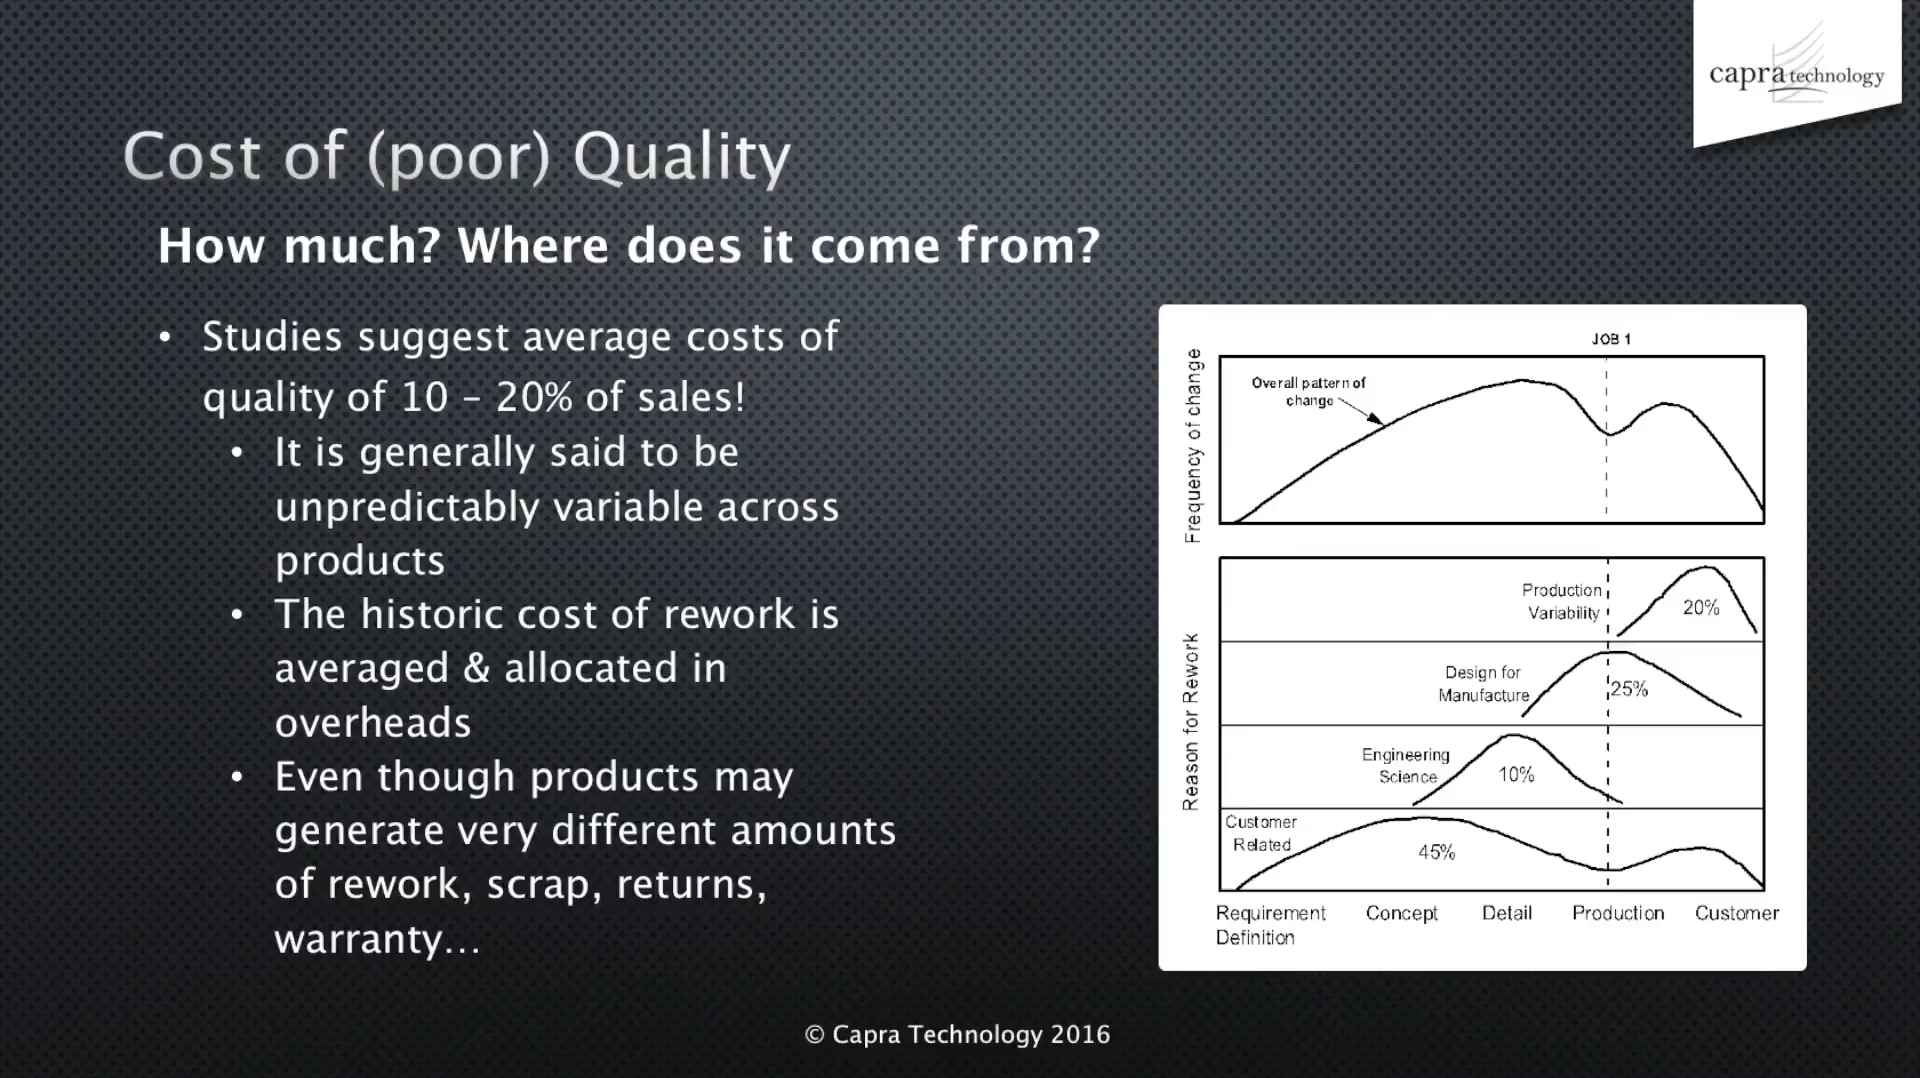 capra technology
Cost of (poor) Quality
How much? Where does it come from?
• Studies suggest average costs of
quality of 10 – 20% of sales!
• It is generally said to be
unpredictably variable across
products
• The historic cost of rework is
averaged & allocated in
overheads
• Even though products may
generate very different amounts
of rework, scrap, returns,
warranty…
JOB 1
Frequency of change
Overall pattern of
change
Reason for Rework
Production
Variability
20%
Design for
Manufacture
25%
Engineering
Science
10%
Customer
Related
45%
Requirement
Definition
Concept
Detail
Production
Customer
© Capra Technology 2016